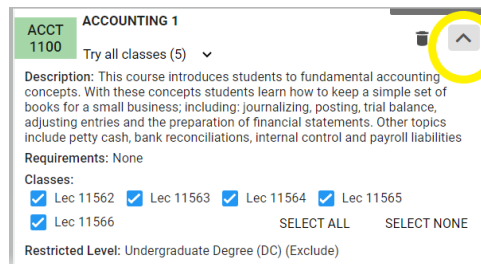 ACCT
1100
ACCOUNTING 1
Try all classes (5)
Description: This course introduces students to fundamental accounting
concepts. With these concepts students learn how to keep a simple set of
books for a small business; including: journalizing, posting, trial balance,
adjusting entries and the preparation of financial statements. Other topics
include petty cash, bank reconciliations, internal control and payroll liabilities
Requirements: None
Classes:
Lec 11562 Lec 11563 Lec 11564 Lec 11565
Lec 11566 SELECT ALL SELECT NONE
Restricted Level: Undergraduate Degree (DC) (Exclude)